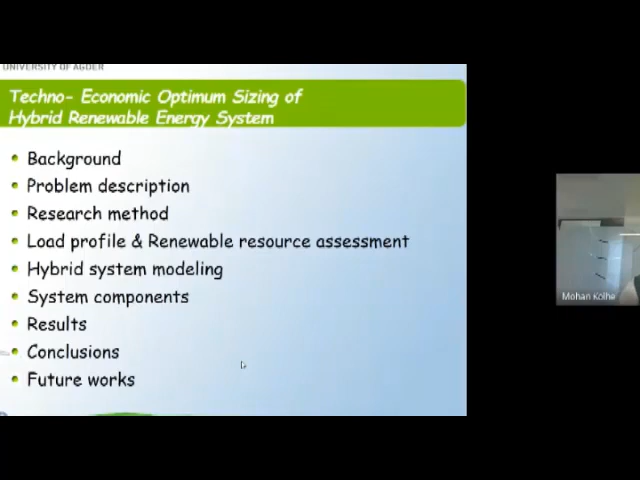 UNIVERSITY OF AGDER
Techno- Economic Optimum Sizing of
Hybrid Renewable Energy System
Background
Problem description
Research method
Load profile & Renewable resource assessment
Hybrid system modeling
System components
Results
Conclusions
Future works
Mohan Kolhe